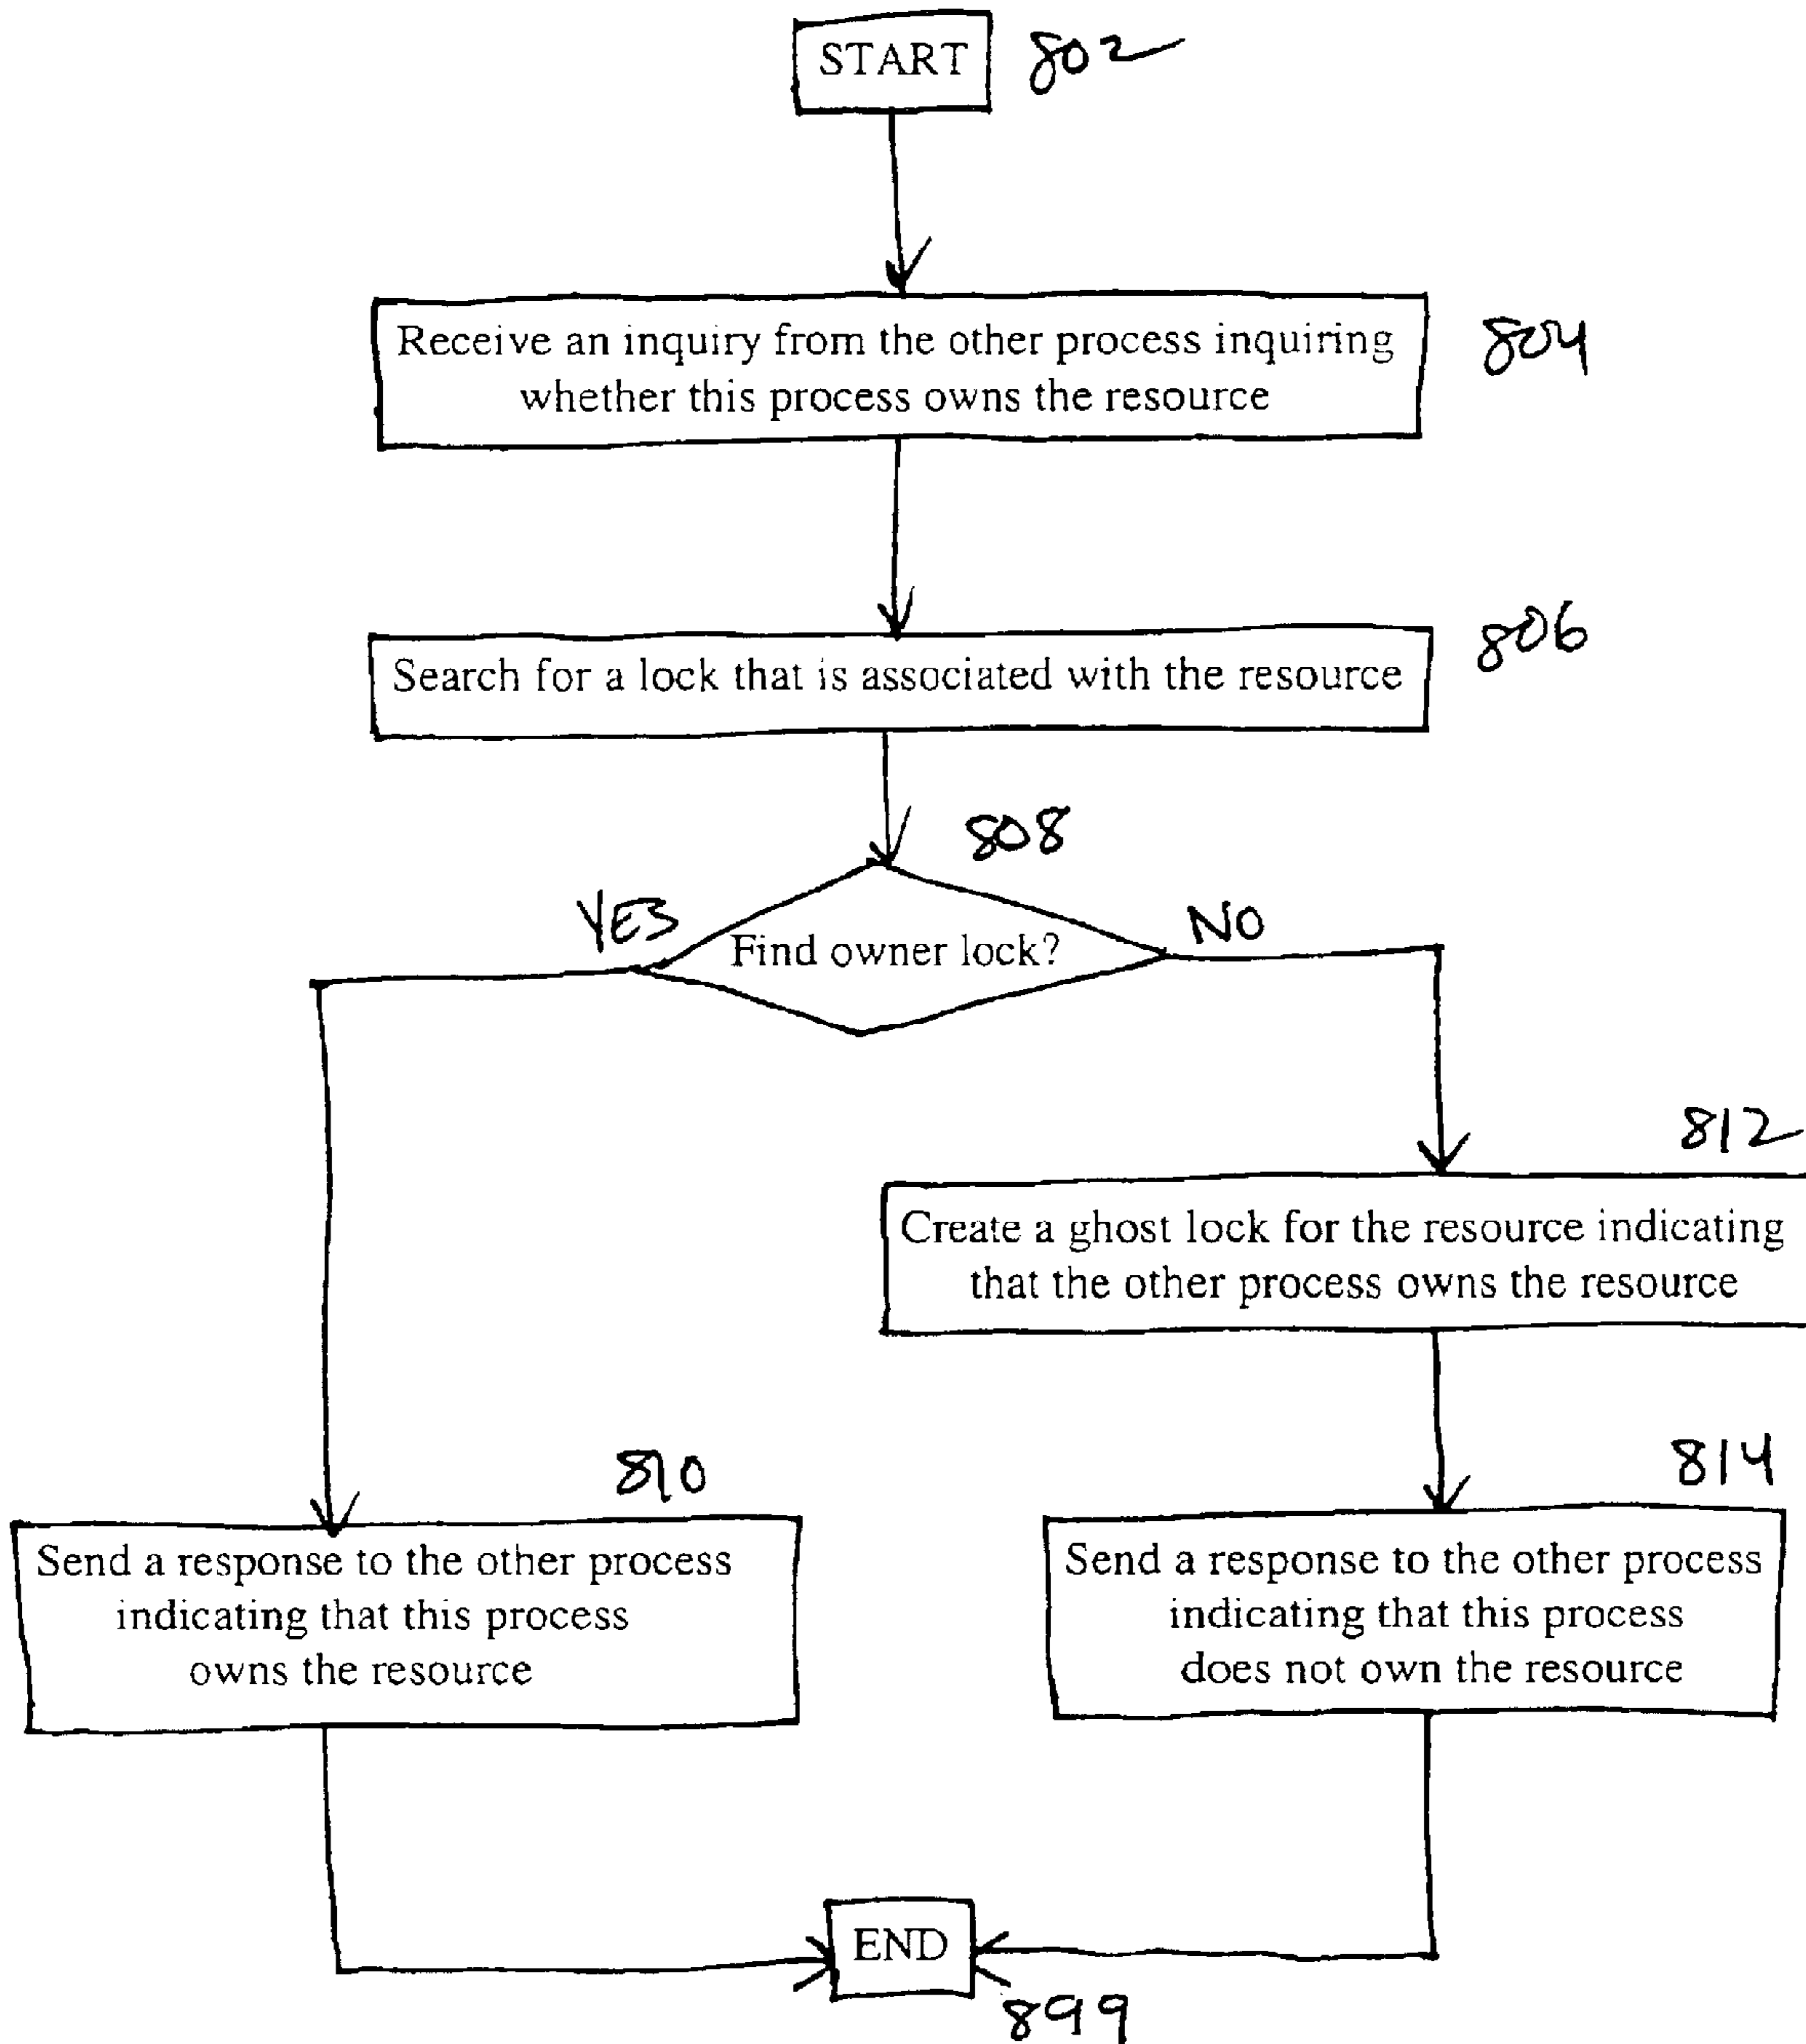 START 802
Receive an inquiry from the other process inquiring
whether this process owns the resource
804
Search for a lock that is associated with the resource
806
808
YES
Find owner lock?
NO
812
Create a ghost lock for the resource indicating
that the other process owns the resource
810
Send a response to the other process
indicating that this process
owns the resource
814
Send a response to the other process
indicating that this process
does not own the resource
END
899